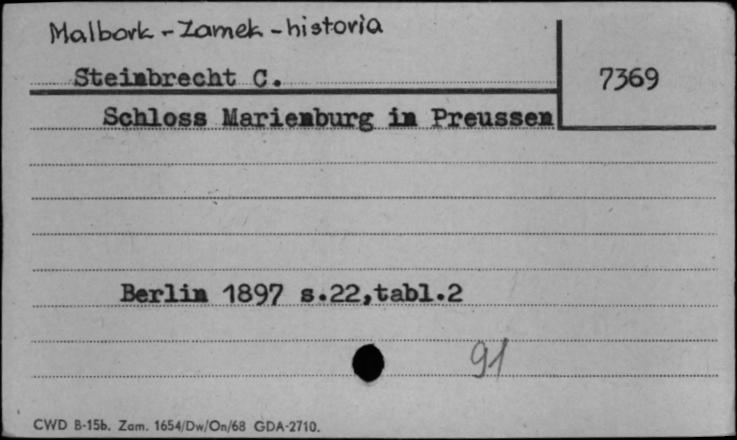 Malbork - Zamek - historia
Steinbrecht C.
7369
Schloss Marienburg in Preussen
Berlin 1897 s.22,tabl.2
91
CWD B-15b. Zam. 1654/Dw/On/68 GDA-2710.